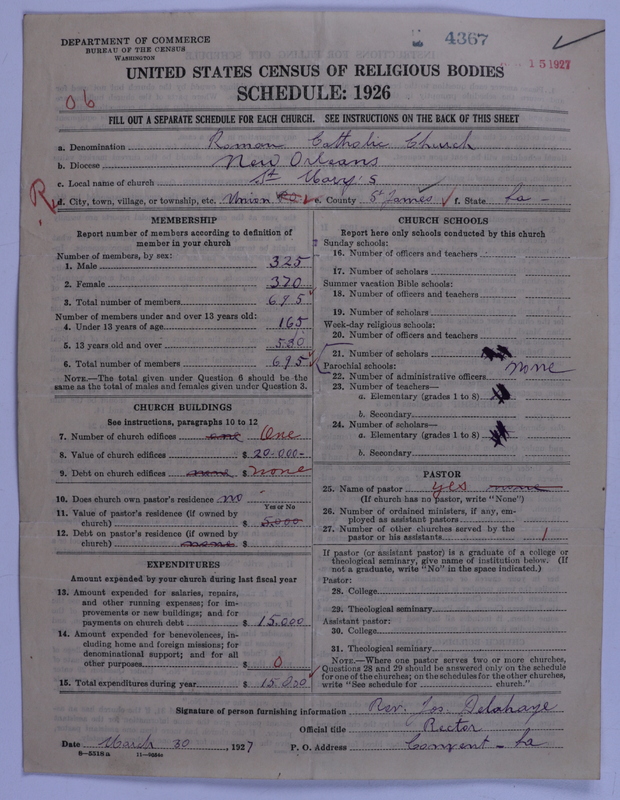 DEPARTMENT OF COMMERCE
BUREAU OF THE CENSUS
WASHINGTON
4367
15 1927
UNITED STATES CENSUS OF RELIGIOUS BODIES
SCHEDULE: 1926
06
FILL OUT A SEPARATE SCHEDULE FOR EACH CHURCH. SEE INSTRUCTIONS ON THE BACK OF THIS SHEET
a. Denomination Roman Catholic Church
b. Diocese New Orleans
c. Local name of church St Mary's
R
d. City, town, village, or township, etc. Union e. County St James f. State La -
MEMBERSHIP
Report number of members according to definition of
member in your church
Number of members, by sex:
1. Male 325
2. Female 370
3. Total number of members 695
Number of members under and over 13 years old:
4. Under 13 years of age 165
5. 13 years old and over 530
6. Total number of members 695
NOTE.—The total given under Question 6 should be the
same as the total of males and females given under Question 3.
CHURCH BUILDINGS
See instructions, paragraphs 10 to 12
7. Number of church edifices one One
8. Value of church edifices $ 20.000-
9. Debt on church edifices none $ none
10. Does church own pastor's residence no
Yes or No
11. Value of pastor's residence (if owned by
church) $ 5.000
12. Debt on pastor's residence (if owned by
church) none $
EXPENDITURES
Amount expended by your church during last fiscal year
13. Amount expended for salaries, repairs,
and other running expenses; for im-
provements or new buildings; and for
payments on church debt $ 15.000
14. Amount expended for benevolences, in-
cluding home and foreign missions; for
denominational support; and for all
other purposes $ 0
15. Total expenditures during year $ 15.000
CHURCH SCHOOLS
Report here only schools conducted by this church
Sunday schools:
16. Number of officers and teachers
17. Number of scholars
Summer vacation Bible schools:
18. Number of officers and teachers
19. Number of scholars
Week-day religious schools:
20. Number of officers and teachers
21. Number of scholars
Parochial schools:
22. Number of administrative officers none
23. Number of teachers—
a. Elementary (grades 1 to 8)
b. Secondary
24. Number of scholars—
a. Elementary (grades 1 to 8)
b. Secondary
PASTOR
25. Name of pastor yes none
(If church has no pastor, write "None")
26. Number of ordained ministers, if any, em-
ployed as assistant pastors
27. Number of other churches served by the
pastor or his assistants 1
If pastor (or assistant pastor) is a graduate of a college or
theological seminary, give name of institution below. (If
not a graduate, write "No" in the space indicated.)
Pastor:
28. College
29. Theological seminary
Assistant pastor:
30. College
31. Theological seminary
NOTE.—Where one pastor serves two or more churches,
Questions 28 and 29 should be answered only on the schedule
for one of the churches; on the schedules for the other churches,
write "See schedule for church."
Signature of person furnishing information Rev. Jos. Delahaye
Official title Rector
Date March 30, 1927 P. O. Address Convent - La
8-5518a 11-9594